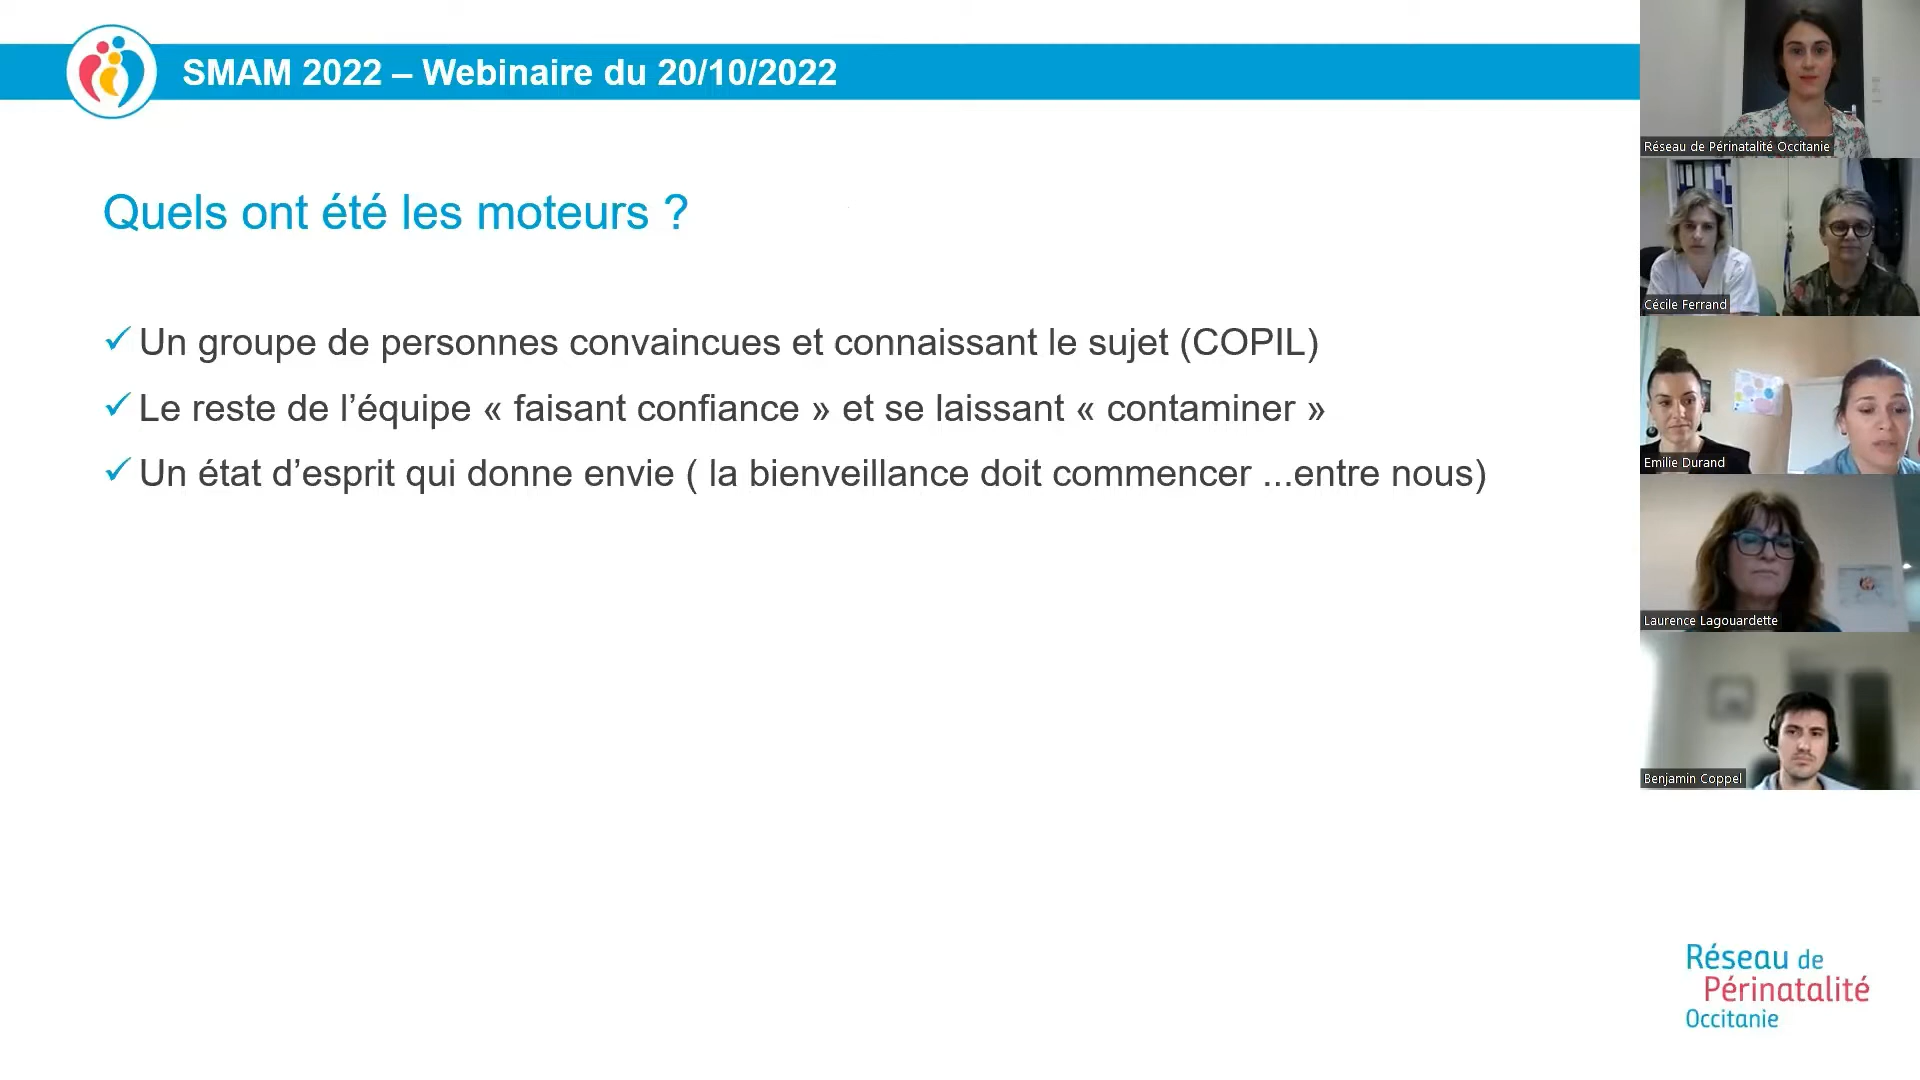 SMAM 2022 – Webinaire du 20/10/2022
Quels ont été les moteurs ?
✓ Un groupe de personnes convaincues et connaissant le sujet (COPIL)
✓ Le reste de l’équipe « faisant confiance » et se laissant « contaminer »
✓ Un état d’esprit qui donne envie ( la bienveillance doit commencer ...entre nous)
Réseau de Périnatalité Occitanie
Cécile Ferrand
Emilie Durand
Laurence Lagouardette
Benjamin Coppel
Réseau de
Périnatalité
Occitanie